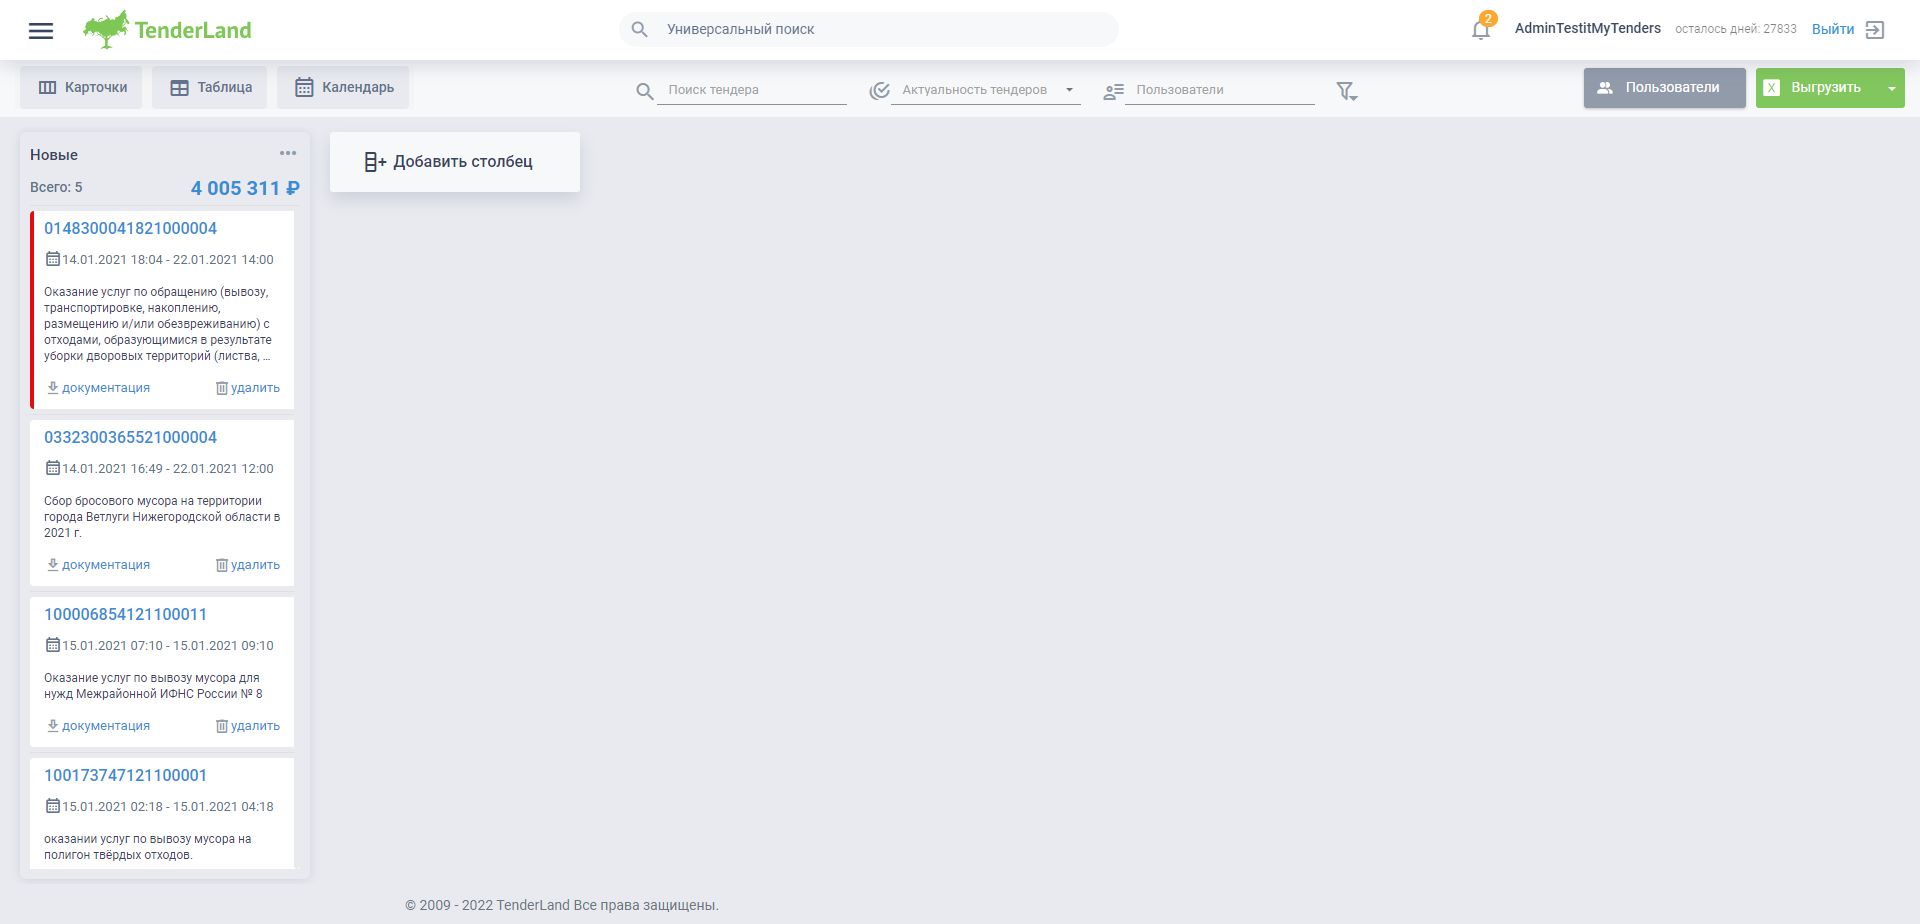 TenderLand
Универсальный поиск
2
AdminTestitMyTenders
осталось дней: 27833
Выйти
Карточки
Таблица
Календарь
Поиск тендера
Актуальность тендеров
Пользователи
Пользователи
X
Выгрузить
Новые
Всего: 5
4 005 311 ₽
0148300041821000004
14.01.2021 18:04 - 22.01.2021 14:00
Оказание услуг по обращению (вывозу,
транспортировке, накоплению,
размещению и/или обезвреживанию) с
отходами, образующимися в результате
уборки дворовых территорий (листва, ...
документация
удалить
0332300365521000004
14.01.2021 16:49 - 22.01.2021 12:00
Сбор бросового мусора на территории
города Ветлуги Нижегородской области в
2021 г.
документация
удалить
100006854121100011
15.01.2021 07:10 - 15.01.2021 09:10
Оказание услуг по вывозу мусора для
нужд Межрайонной ИФНС России № 8
документация
удалить
100173747121100001
15.01.2021 02:18 - 15.01.2021 04:18
оказании услуг по вывозу мусора на
полигон твёрдых отходов.
Добавить столбец
© 2009 - 2022 TenderLand Все права защищены.